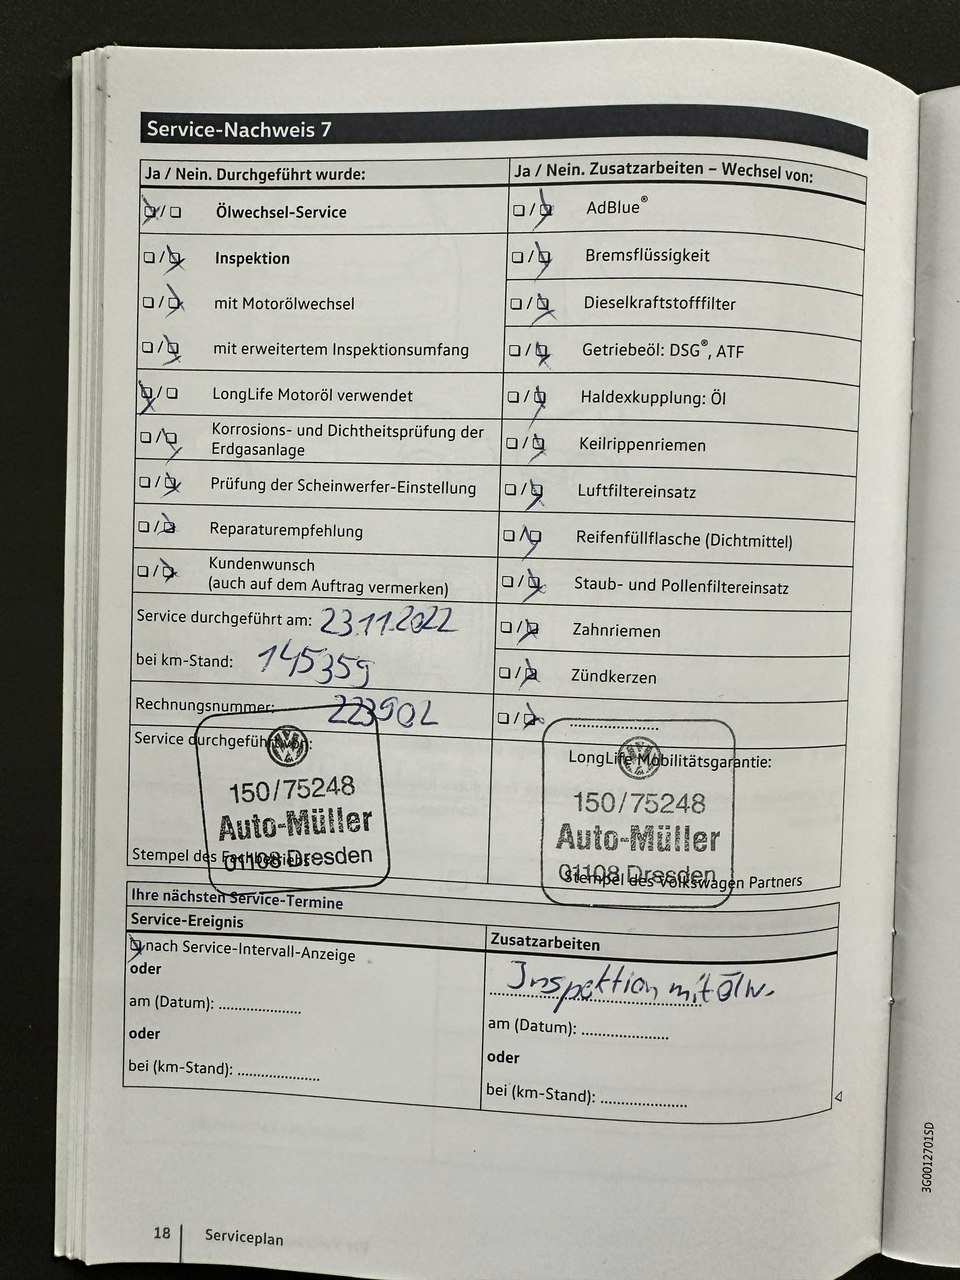 Service-Nachweis 7
Ja / Nein. Durchgeführt wurde:
Ölwechsel-Service
Inspektion
mit Motorölwechsel
mit erweitertem Inspektionsumfang
LongLife Motoröl verwendet
Korrosions- und Dichtheitsprüfung der
Erdgasanlage
Prüfung der Scheinwerfer-Einstellung
Reparaturempfehlung
Kundenwunsch
(auch auf dem Auftrag vermerken)
Service durchgeführt am: 23.11.2022
bei km-Stand: 145359
Rechnungsnummer: 223902
Service durchgeführt von:
150/75248
Auto-Müller
01108 Dresden
Stempel des Fachbetriebs
Ja / Nein. Zusatzarbeiten – Wechsel von:
AdBlue®
Bremsflüssigkeit
Dieselkraftstofffilter
Getriebeöl: DSG®, ATF
Haldexkupplung: Öl
Keilrippenriemen
Luftfiltereinsatz
Reifenfüllflasche (Dichtmittel)
Staub- und Pollenfiltereinsatz
Zahnriemen
Zündkerzen
LongLife Mobilitätsgarantie:
150/75248
Auto-Müller
01108 Dresden
Stempel des Volkswagen Partners
Ihre nächsten Service-Termine
Service-Ereignis
nach Service-Intervall-Anzeige
oder
am (Datum): ....................
oder
bei (km-Stand): ....................
Zusatzarbeiten
Inspektion mit Ölw.
am (Datum): ....................
oder
bei (km-Stand): ....................
18 Serviceplan
3G0012701SD